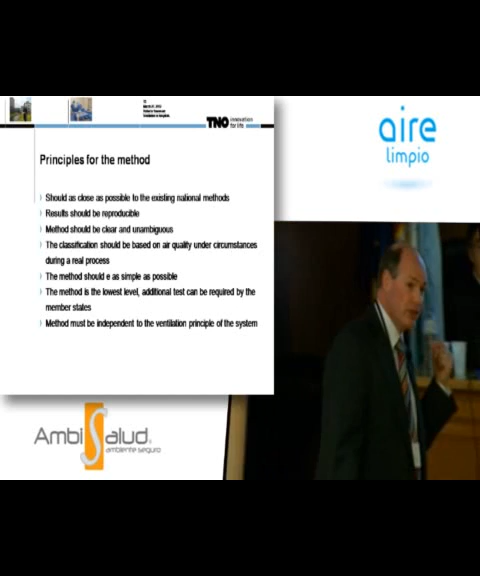 TNO innovation
for life
Principles for the method
Should as close as possible to the existing national methods
Results should be reproducible
Method should be clear and unambiguous
The classification should be based on air quality under circumstances
during a real process
The method should e as simple as possible
The method is the lowest level, additional test can be required by the
member states
Method must be independent to the ventilation principle of the system
aire
limpio
AmbiSalud
ambiente seguro